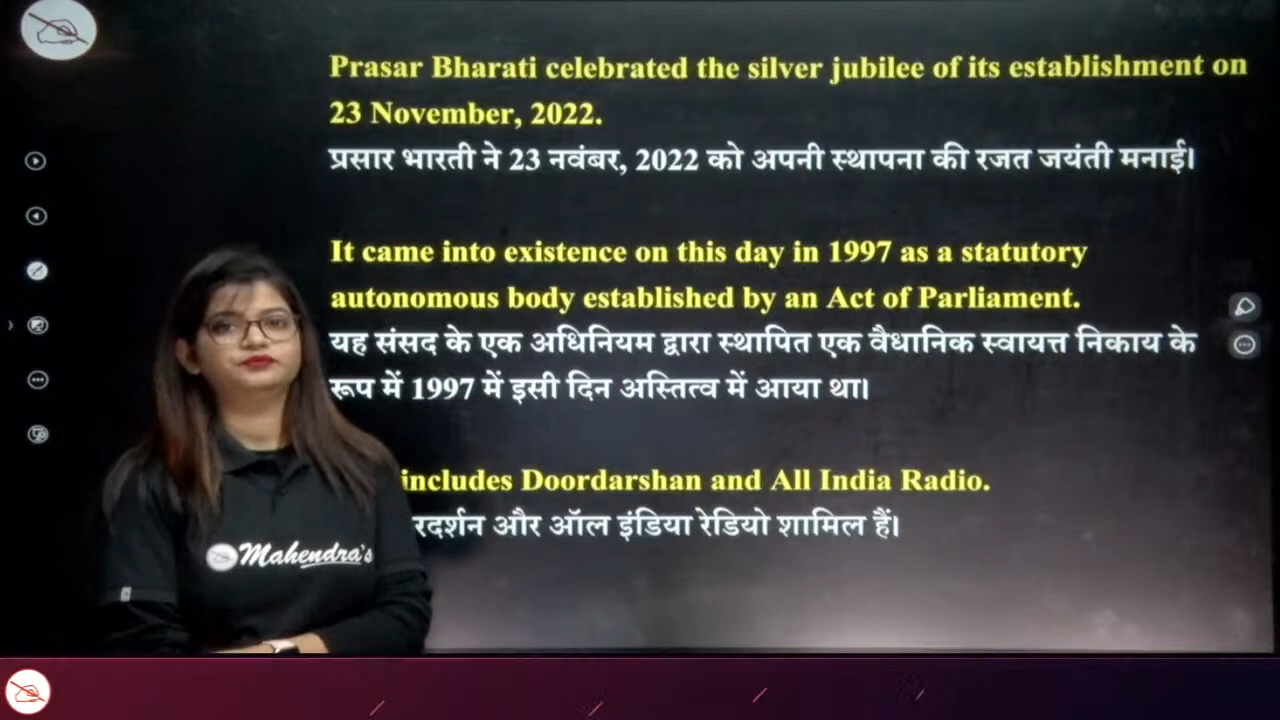 Prasar Bharati celebrated the silver jubilee of its establishment on
23 November, 2022.
प्रसार भारती ने 23 नवंबर, 2022 को अपनी स्थापना की रजत जयंती मनाई।
It came into existence on this day in 1997 as a statutory
autonomous body established by an Act of Parliament.
यह संसद के एक अधिनियम द्वारा स्थापित एक वैधानिक स्वायत्त निकाय के
रूप में 1997 में इसी दिन अस्तित्व में आया था।
includes Doordarshan and All India Radio.
रदर्शन और ऑल इंडिया रेडियो शामिल हैं।
Mahendra's